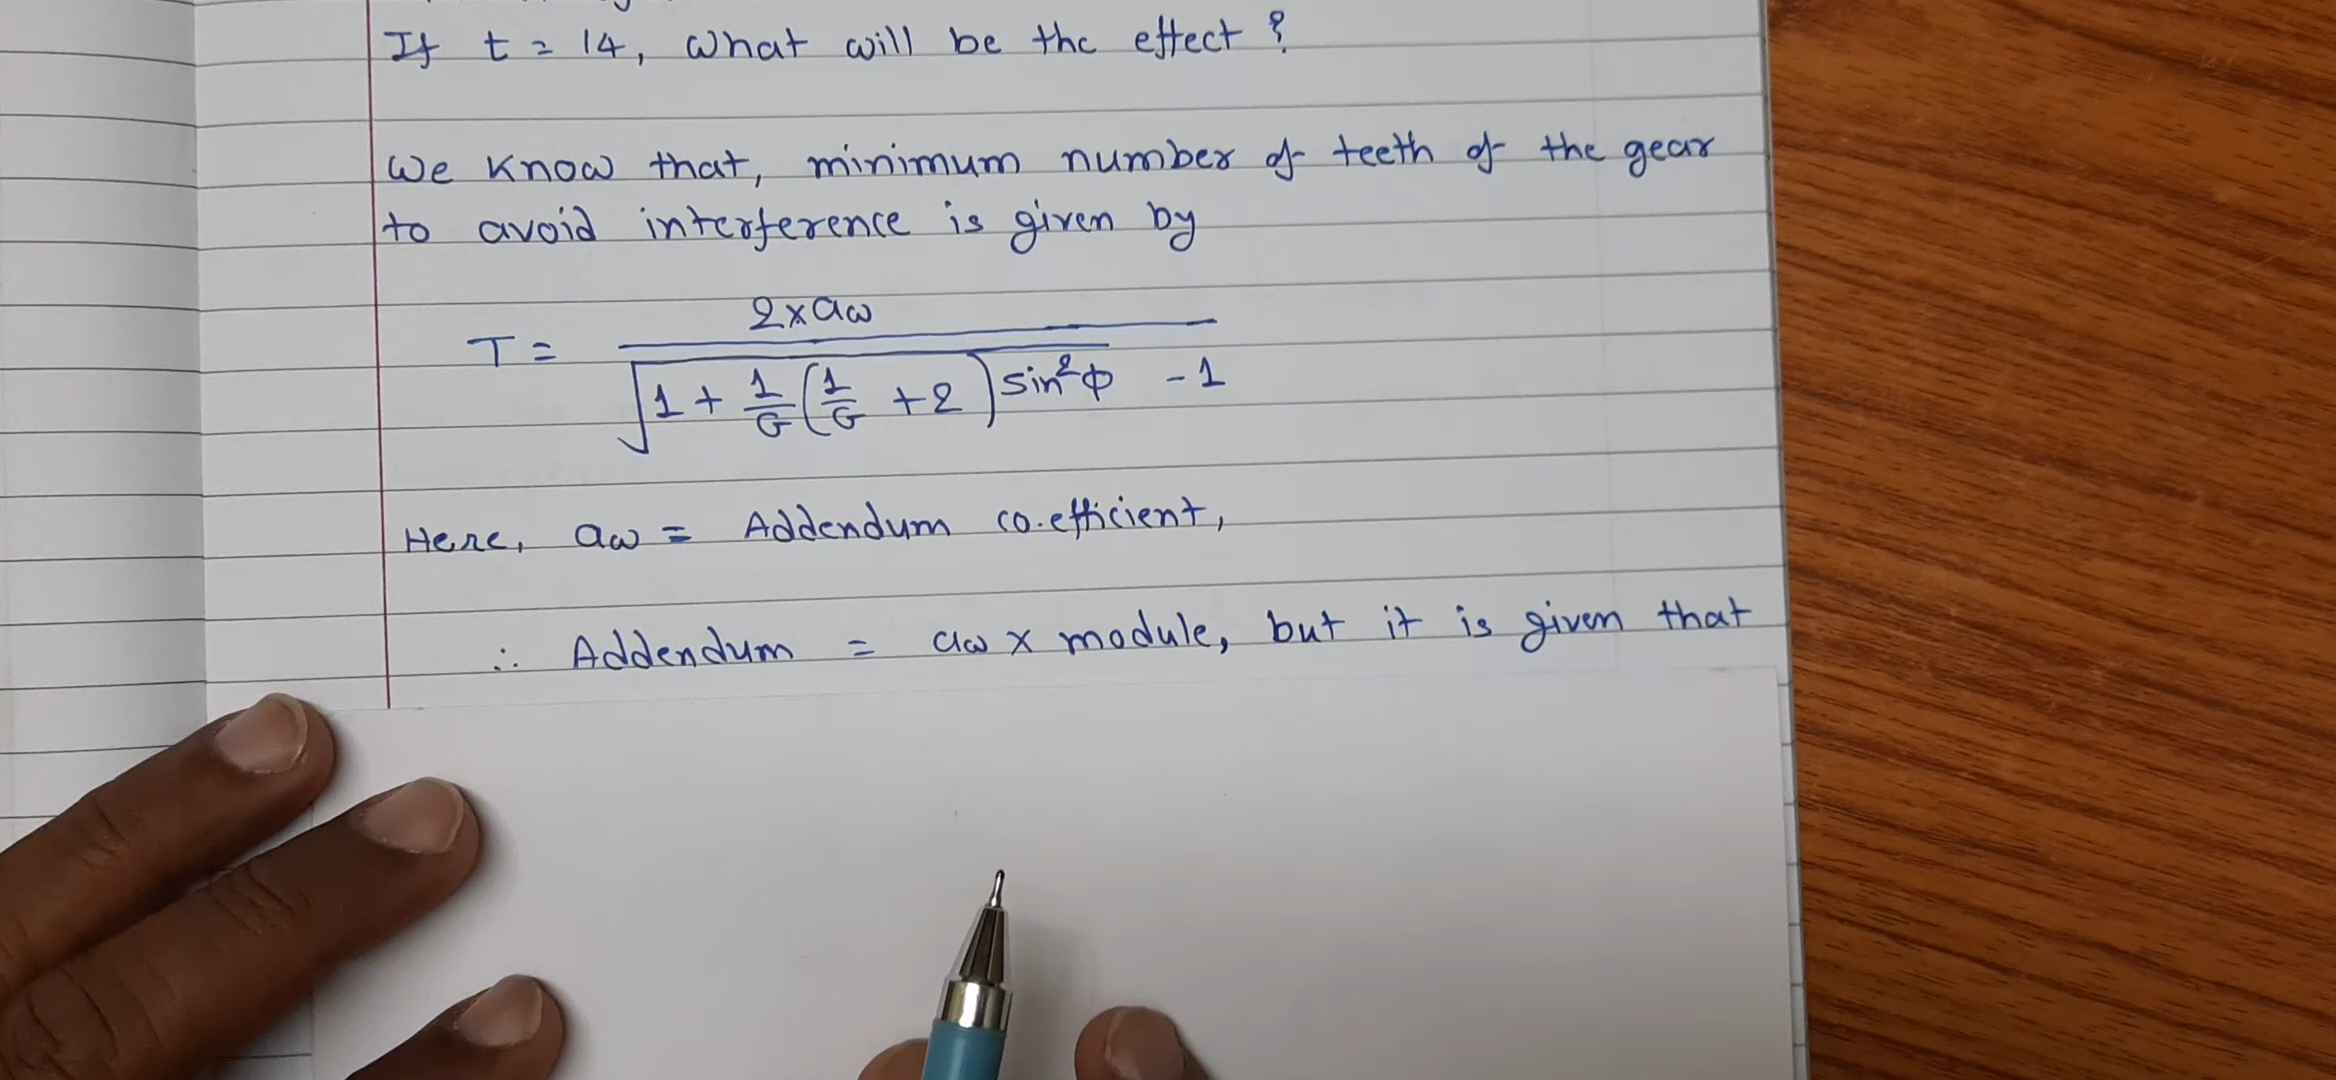 If t = 14, What will be the effect ?
We know that, minimum number of teeth of the gear
to avoid interference is given by
T = 2×aw / √(1 + 1/G (1/G + 2) sin²φ) - 1
Here, aw = Addendum co.efficient,
∴ Addendum = aw × module, but it is given that